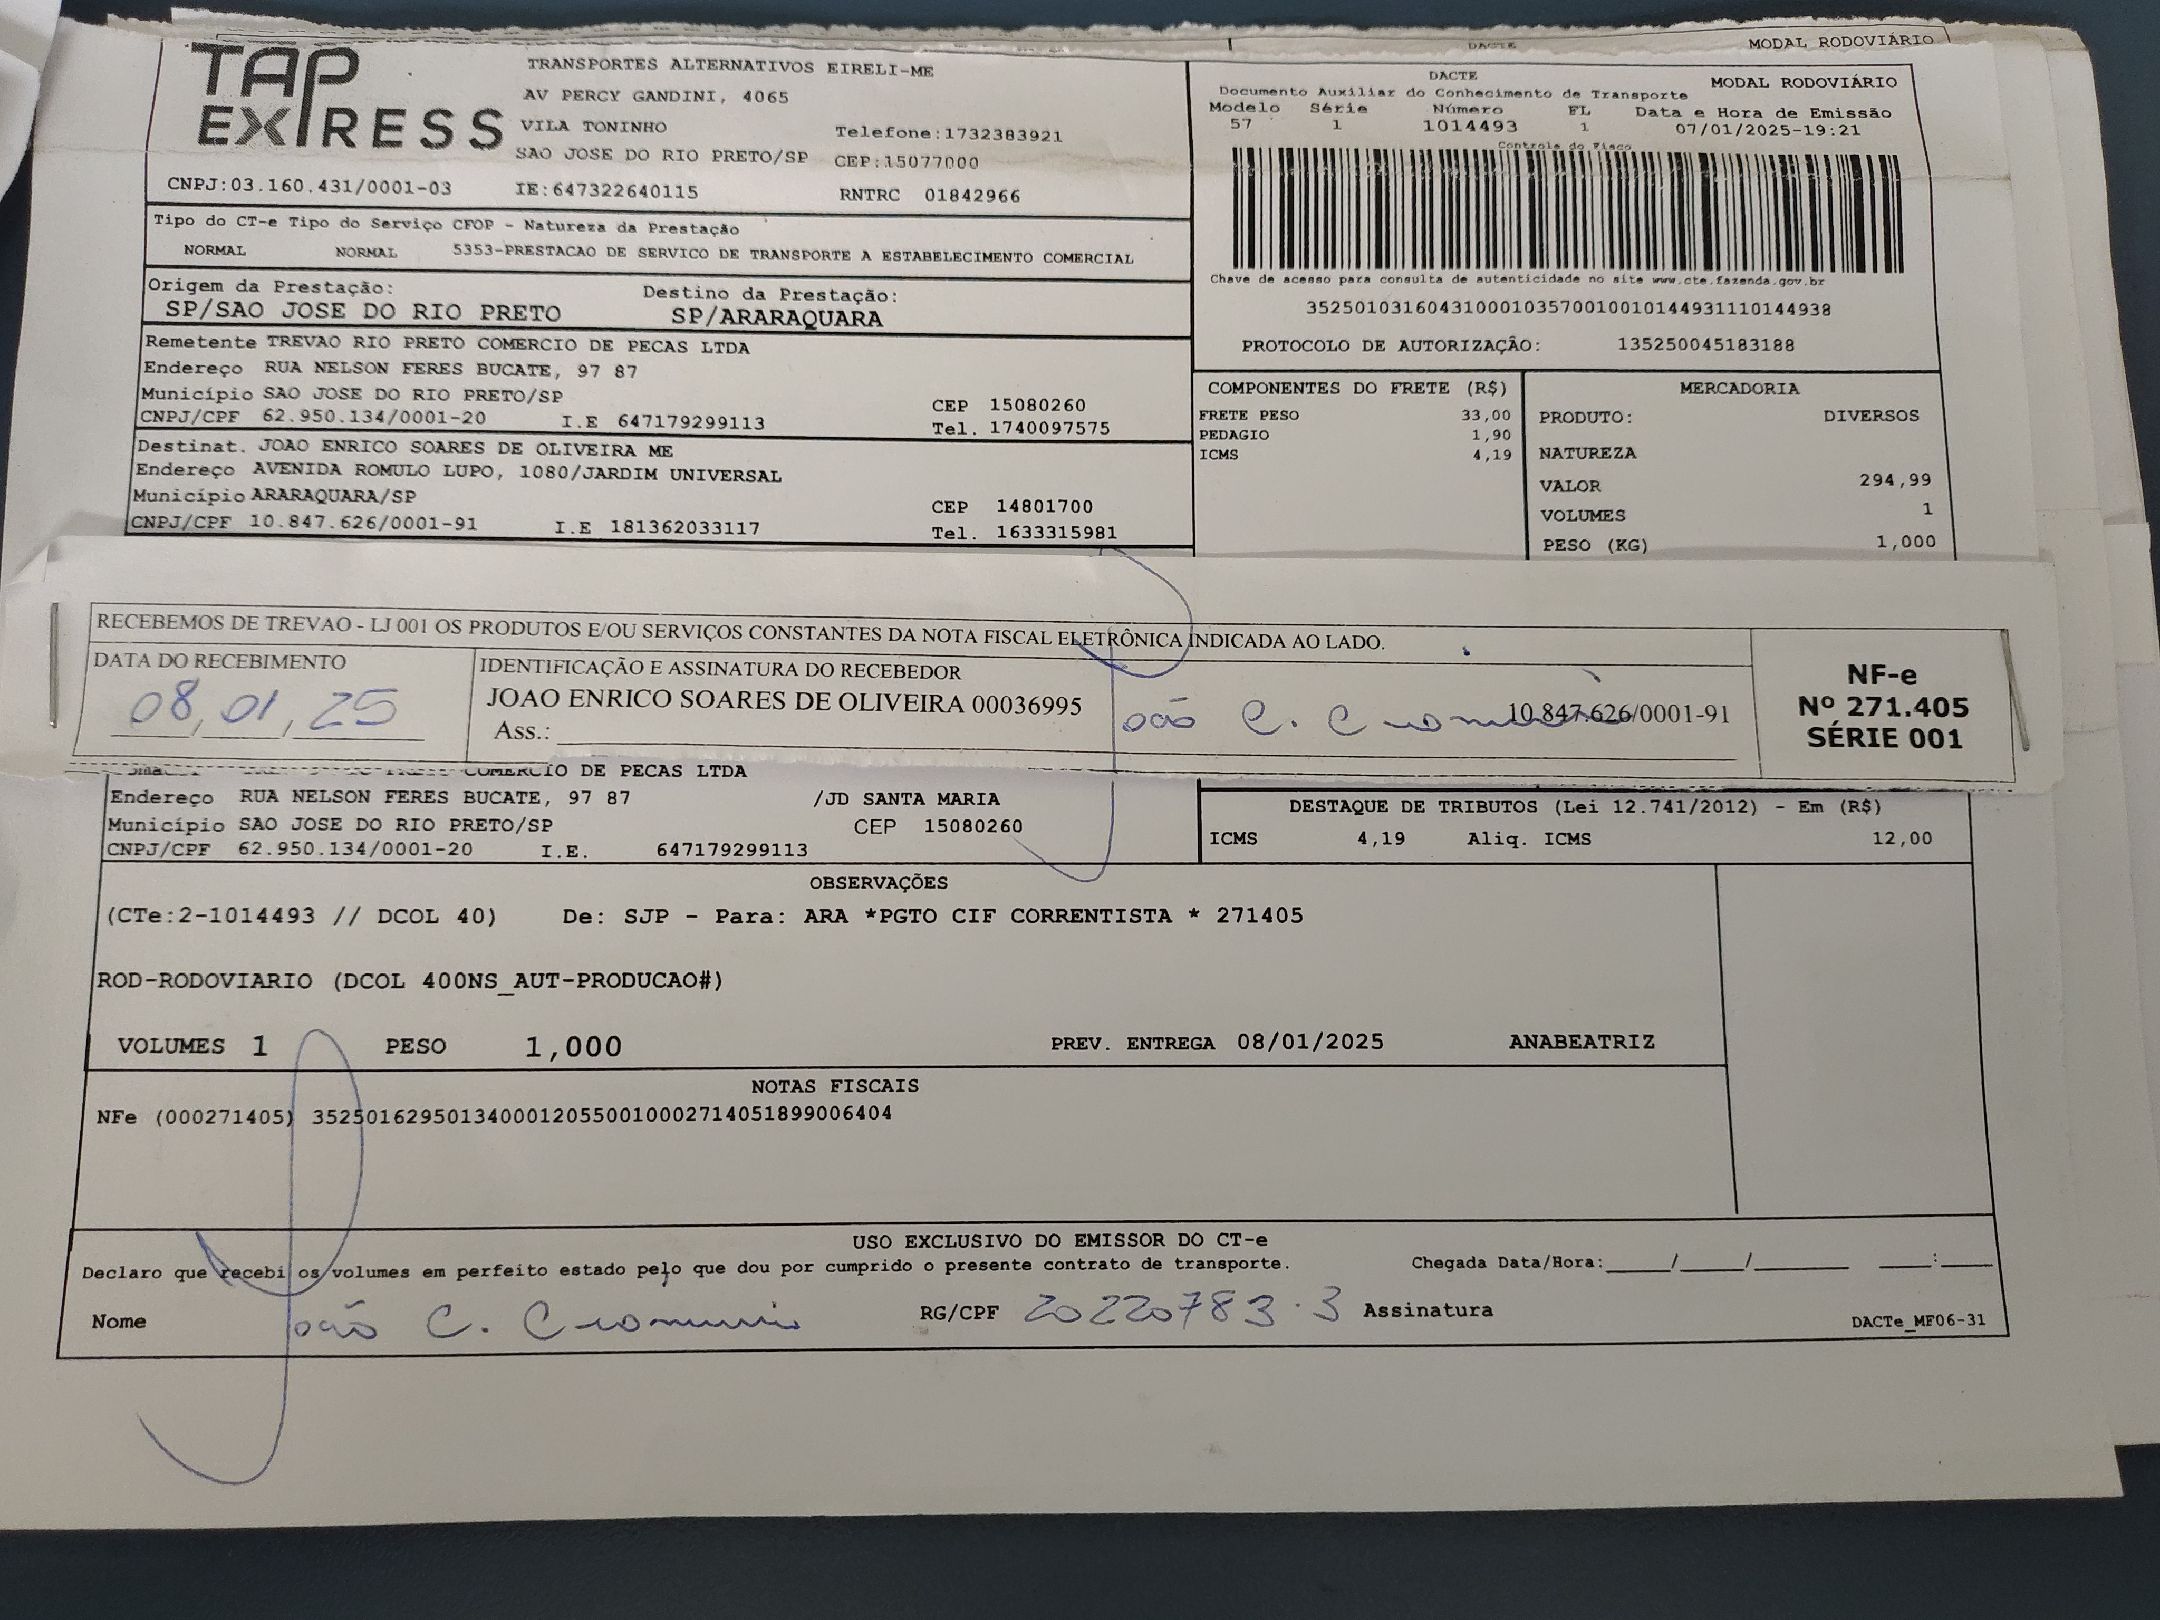 DACTE
MODAL RODOVIÁRIO
TAP EXPRESS
TRANSPORTES ALTERNATIVOS EIRELI-ME
AV PERCY GANDINI, 4065
VILA TONINHO Telefone:1732383921
SAO JOSE DO RIO PRETO/SP CEP:15077000
CNPJ:03.160.431/0001-03 IE:647322640115 RNTRC 01842966
DACTE MODAL RODOVIÁRIO
Documento Auxiliar do Conhecimento de Transporte
Modelo Série Número FL Data e Hora de Emissão
57 1 1014493 1 07/01/2025-19:21
Controle do Fisco
Chave de acesso para consulta de autenticidade no site www.cte.fazenda.gov.br
35250103160431000103570010010144931110144938
PROTOCOLO DE AUTORIZAÇÃO: 135250045183188
Tipo do CT-e Tipo do Serviço CFOP - Natureza da Prestação
NORMAL NORMAL 5353-PRESTACAO DE SERVICO DE TRANSPORTE A ESTABELECIMENTO COMERCIAL
Origem da Prestação: Destino da Prestação:
SP/SAO JOSE DO RIO PRETO SP/ARARAQUARA
Remetente TREVAO RIO PRETO COMERCIO DE PECAS LTDA
Endereço RUA NELSON FERES BUCATE, 97 87
Município SAO JOSE DO RIO PRETO/SP CEP 15080260
CNPJ/CPF 62.950.134/0001-20 I.E 647179299113 Tel. 1740097575
Destinat. JOAO ENRICO SOARES DE OLIVEIRA ME
Endereço AVENIDA ROMULO LUPO, 1080/JARDIM UNIVERSAL
Município ARARAQUARA/SP CEP 14801700
CNPJ/CPF 10.847.626/0001-91 I.E 181362033117 Tel. 1633315981
COMPONENTES DO FRETE (R$)
FRETE PESO 33,00
PEDAGIO 1,90
ICMS 4,19
MERCADORIA
PRODUTO: DIVERSOS
NATUREZA
VALOR 294,99
VOLUMES 1
PESO (KG) 1,000
RECEBEMOS DE TREVAO - LJ 001 OS PRODUTOS E/OU SERVIÇOS CONSTANTES DA NOTA FISCAL ELETRÔNICA INDICADA AO LADO.
DATA DO RECEBIMENTO
08,01,25
IDENTIFICAÇÃO E ASSINATURA DO RECEBEDOR
JOAO ENRICO SOARES DE OLIVEIRA 00036995 10.847.626/0001-91
Ass.: João C.
NF-e
Nº 271.405
SÉRIE 001
COMERCIO DE PECAS LTDA
Endereço RUA NELSON FERES BUCATE, 97 87 /JD SANTA MARIA
Município SAO JOSE DO RIO PRETO/SP CEP 15080260
CNPJ/CPF 62.950.134/0001-20 I.E. 647179299113
DESTAQUE DE TRIBUTOS (Lei 12.741/2012) - Em (R$)
ICMS 4,19 Aliq. ICMS 12,00
OBSERVAÇÕES
(CTe:2-1014493 // DCOL 40) De: SJP - Para: ARA *PGTO CIF CORRENTISTA * 271405
ROD-RODOVIARIO (DCOL 400NS_AUT-PRODUCAO#)
VOLUMES 1 PESO 1,000 PREV. ENTREGA 08/01/2025 ANABEATRIZ
NOTAS FISCAIS
NFe (000271405) 35250162950134000120550010002714051899006404
USO EXCLUSIVO DO EMISSOR DO CT-e
Declaro que recebi os volumes em perfeito estado pelo que dou por cumprido o presente contrato de transporte. Chegada Data/Hora:_____/_____/________ ____:____
Nome João C. RG/CPF 20220783.3 Assinatura
DACTe_MF06-31